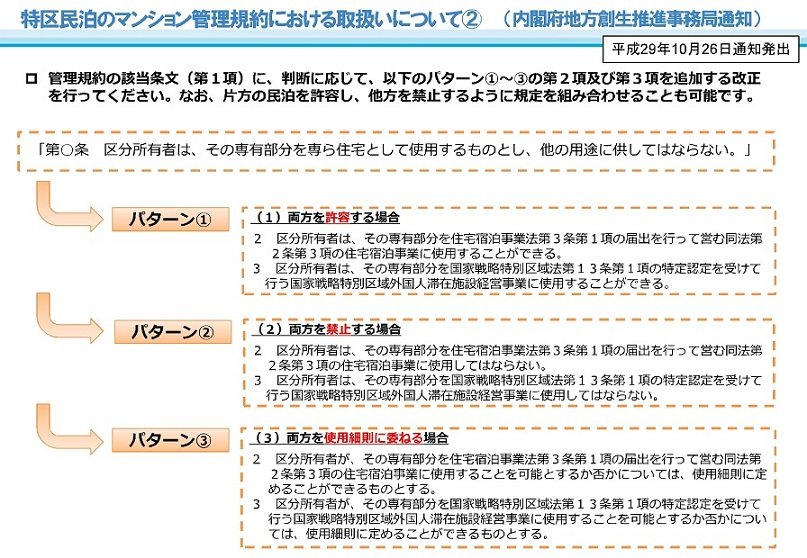 特区民泊のマンション管理規約における取扱いについて② （内閣府地方創生推進事務局通知）
平成29年10月26日通知発出
ロ 管理規約の該当条文（第１項）に、判断に応じて、以下のパターン①～③の第２項及び第３項を追加する改正
を行ってください。なお、片方の民泊を許容し、他方を禁止するように規定を組み合わせることも可能です。
「第○条　区分所有者は、その専有部分を専ら住宅として使用するものとし、他の用途に供してはならない。」
パターン①
（１）両方を許容する場合
２　区分所有者は、その専有部分を住宅宿泊事業法第３条第１項の届出を行って営む同法第
２条第３項の住宅宿泊事業に使用することができる。
３　区分所有者は、その専有部分を国家戦略特別区域法第１３条第１項の特定認定を受けて
行う国家戦略特別区域外国人滞在施設経営事業に使用することができる。
パターン②
（２）両方を禁止する場合
２　区分所有者は、その専有部分を住宅宿泊事業法第３条第１項の届出を行って営む同法第
２条第３項の住宅宿泊事業に使用してはならない。
３　区分所有者は、その専有部分を国家戦略特別区域法第１３条第１項の特定認定を受けて
行う国家戦略特別区域外国人滞在施設経営事業に使用してはならない。
パターン③
（３）両方を使用細則に委ねる場合
２　区分所有者が、その専有部分を住宅宿泊事業法第３条第１項の届出を行って営む同法第
２条第３項の住宅宿泊事業に使用することを可能とするか否かについては、使用細則に定
めることができるものとする。
３　区分所有者が、その専有部分を国家戦略特別区域法第１３条第１項の特定認定を受けて
行う国家戦略特別区域外国人滞在施設経営事業に使用することを可能とするか否かについ
ては、使用細則に定めることができるものとする。